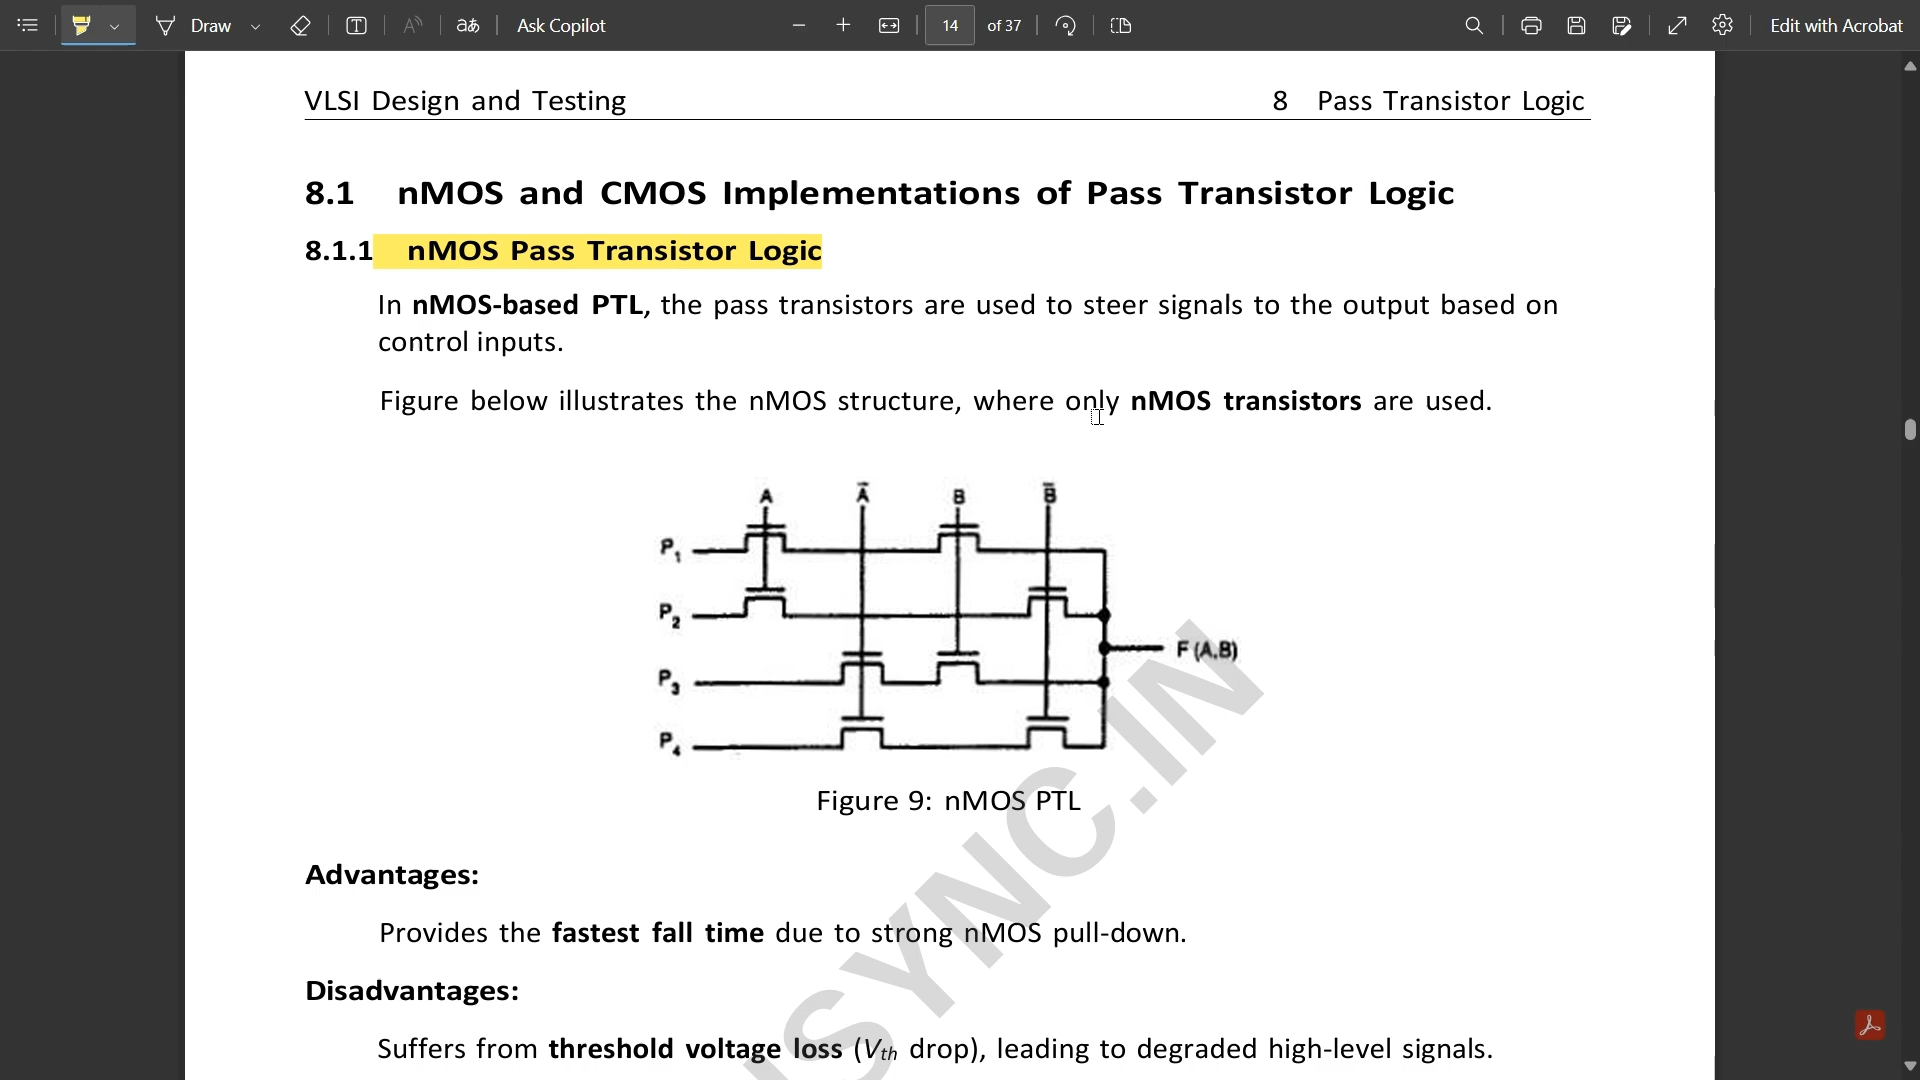 Draw
aあ
Ask Copilot
14 of 37
Edit with Acrobat
VLSI Design and Testing 8 Pass Transistor Logic
8.1 nMOS and CMOS Implementations of Pass Transistor Logic
8.1.1 nMOS Pass Transistor Logic
In nMOS-based PTL, the pass transistors are used to steer signals to the output based on
control inputs.
Figure below illustrates the nMOS structure, where only nMOS transistors are used.
A A̅ B B̅
P₁
P₂
F (A,B)
P₃
P₄
Figure 9: nMOS PTL
Advantages:
Provides the fastest fall time due to strong nMOS pull-down.
Disadvantages:
Suffers from threshold voltage loss (Vth drop), leading to degraded high-level signals.
SYNC.IN